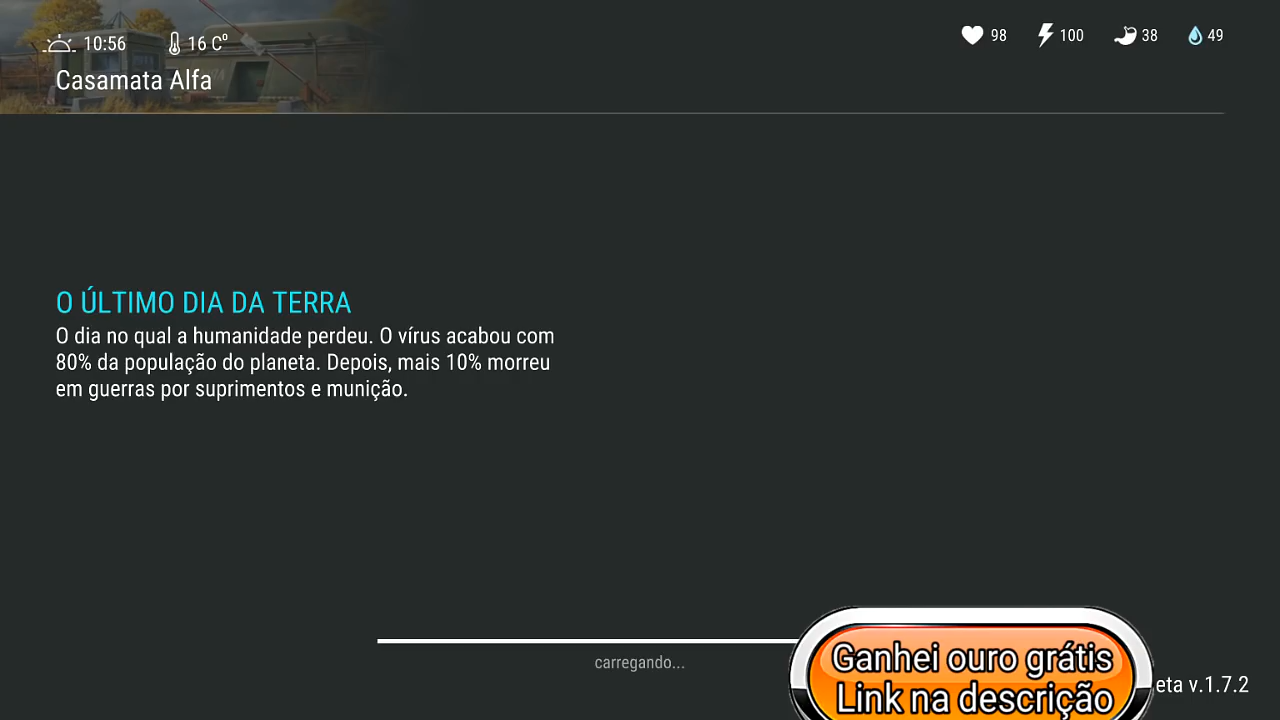 10:56 16 Cº
98 100 38 49
Casamata Alfa
O ÚLTIMO DIA DA TERRA
O dia no qual a humanidade perdeu. O vírus acabou com
80% da população do planeta. Depois, mais 10% morreu
em guerras por suprimentos e munição.
carregando...
Ganhei ouro grátis
Link na descrição
eta v.1.7.2